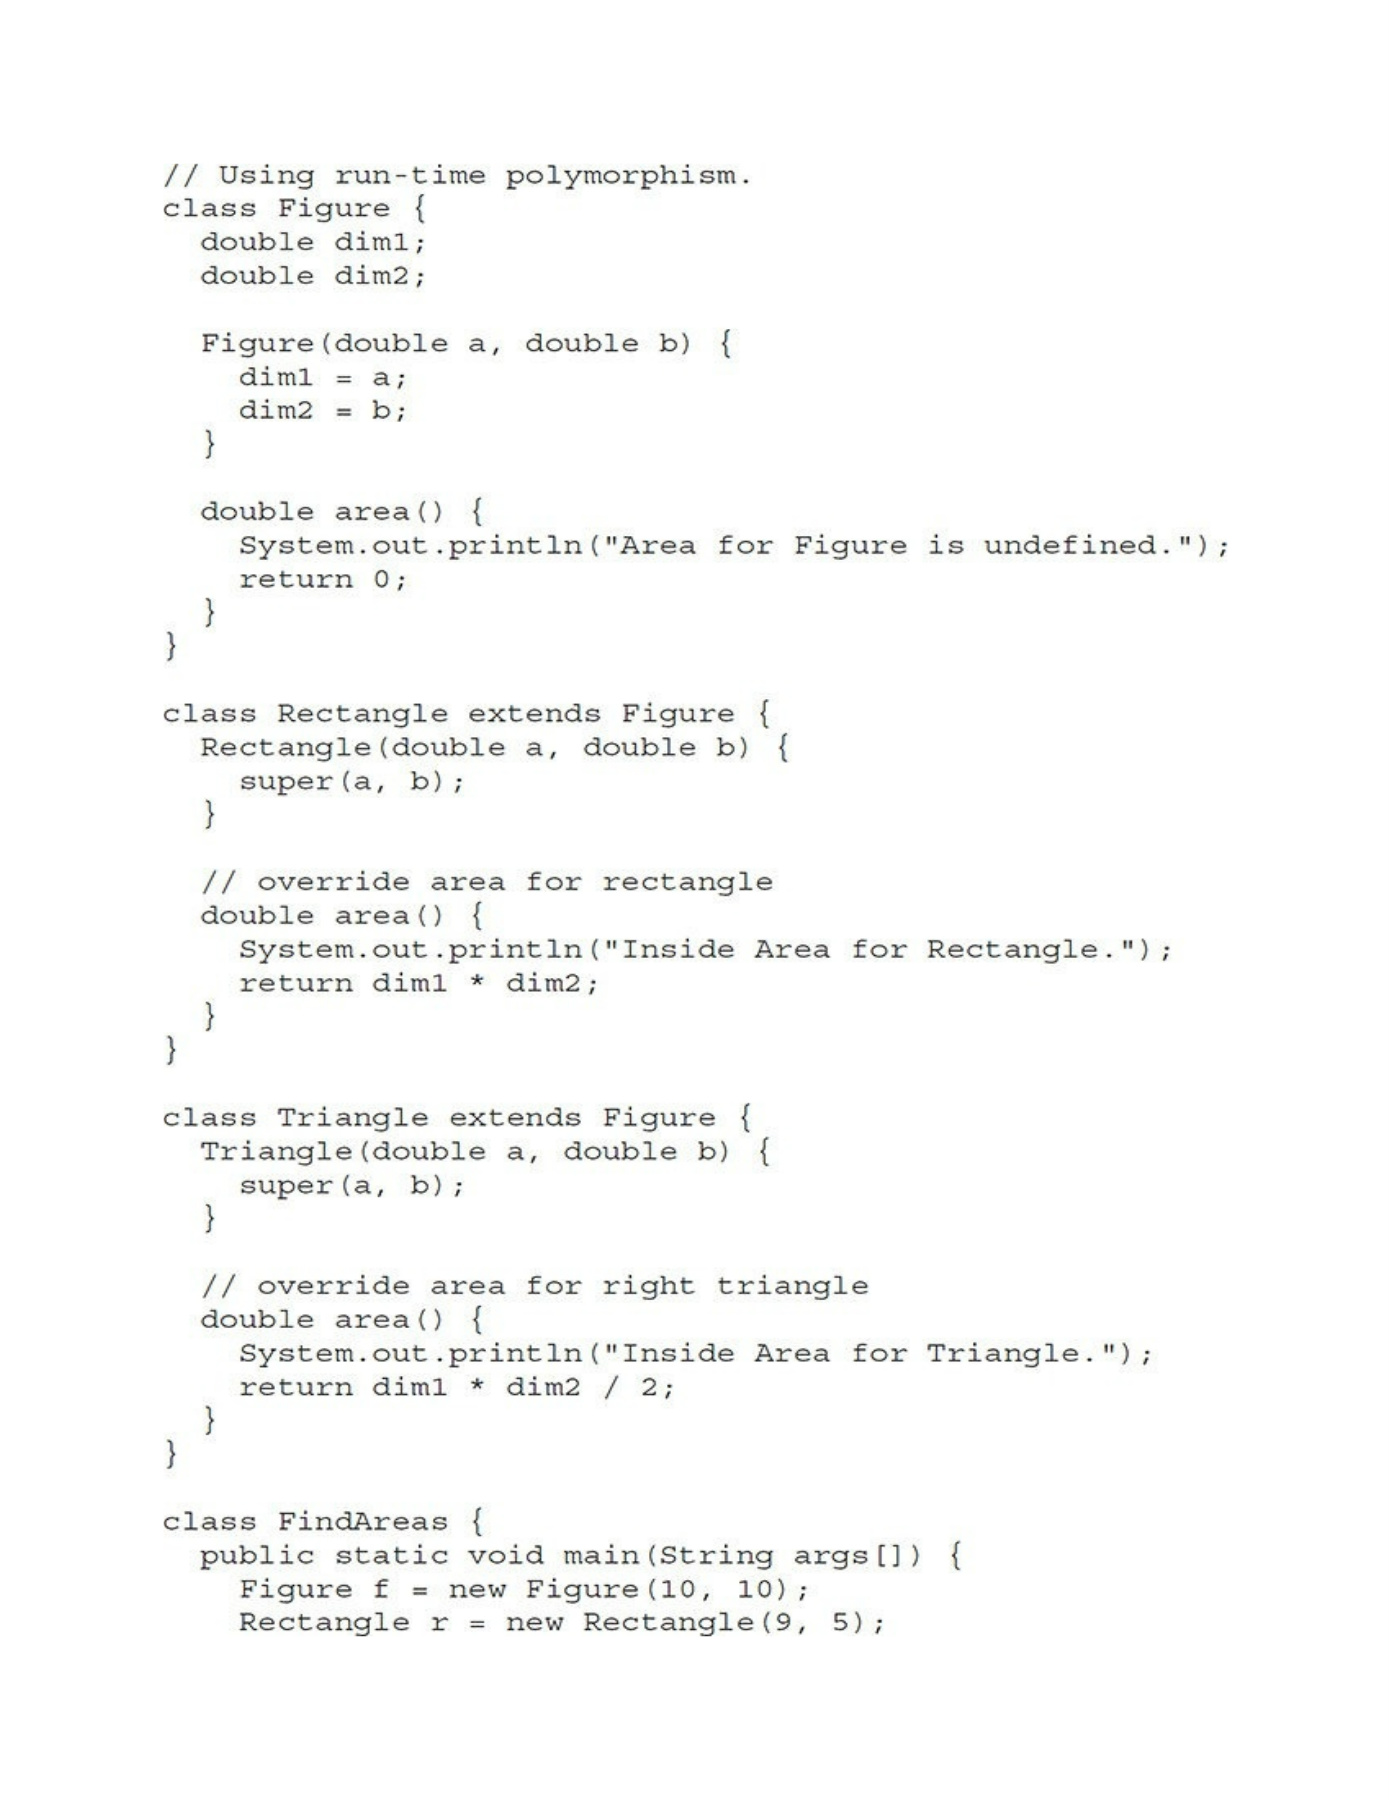 // Using run-time polymorphism.
class Figure {
  double dim1;
  double dim2;

  Figure(double a, double b) {
    dim1 = a;
    dim2 = b;
  }

  double area() {
    System.out.println("Area for Figure is undefined.");
    return 0;
  }
}

class Rectangle extends Figure {
  Rectangle(double a, double b) {
    super(a, b);
  }

  // override area for rectangle
  double area() {
    System.out.println("Inside Area for Rectangle.");
    return dim1 * dim2;
  }
}

class Triangle extends Figure {
  Triangle(double a, double b) {
    super(a, b);
  }

  // override area for right triangle
  double area() {
    System.out.println("Inside Area for Triangle.");
    return dim1 * dim2 / 2;
  }
}

class FindAreas {
  public static void main(String args[]) {
    Figure f = new Figure(10, 10);
    Rectangle r = new Rectangle(9, 5);